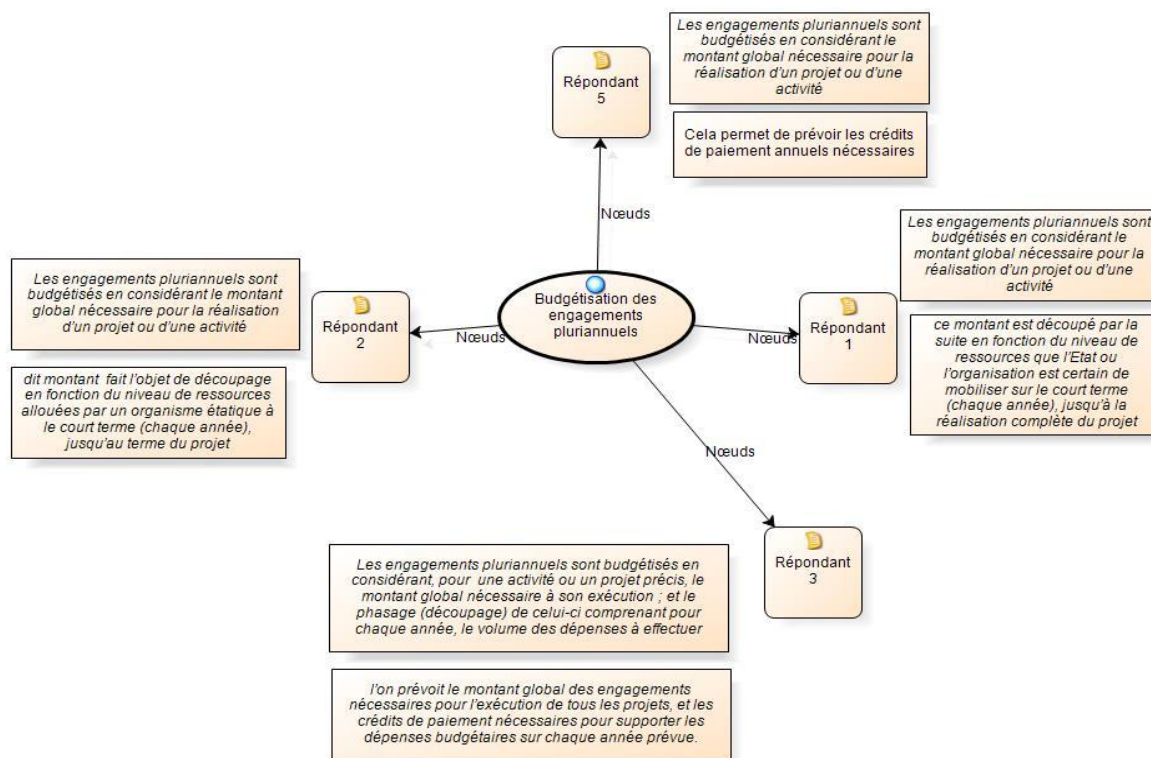 Les engagements pluriannuels sont
budgétisés en considérant le
montant global nécessaire pour la
réalisation d'un projet ou d'une
activité
Répondant
5
Cela permet de prévoir les crédits
de paiement annuels nécessaires
Nœuds
Les engagements pluriannuels sont
budgétisés en considérant le
montant global nécessaire pour la
réalisation d'un projet ou d'une
activité
Les engagements pluriannuels sont
budgétisés en considérant le montant
global nécessaire pour la réalisation
d'un projet ou d'une activité
Répondant
2
Nœuds
Budgétisation des
engagements
pluriannuels
Nœuds
Répondant
1
ce montant est découpé par la
suite en fonction du niveau de
ressources que l'Etat ou
l'organisation est certain de
mobiliser sur le court terme
(chaque année), jusqu'à la
réalisation complète du projet
dit montant fait l'objet de découpage
en fonction du niveau de ressources
allouées par un organisme étatique à
le court terme (chaque année),
jusqu'au terme du projet
Nœuds
Répondant
3
Les engagements pluriannuels sont budgétisés en
considérant, pour une activité ou un projet précis, le
montant global nécessaire à son exécution ; et le
phasage (découpage) de celui-ci comprenant pour
chaque année, le volume des dépenses à effectuer
l'on prévoit le montant global des engagements
nécessaires pour l'exécution de tous les projets, et les
crédits de paiement nécessaires pour supporter les
dépenses budgétaires sur chaque année prévue.